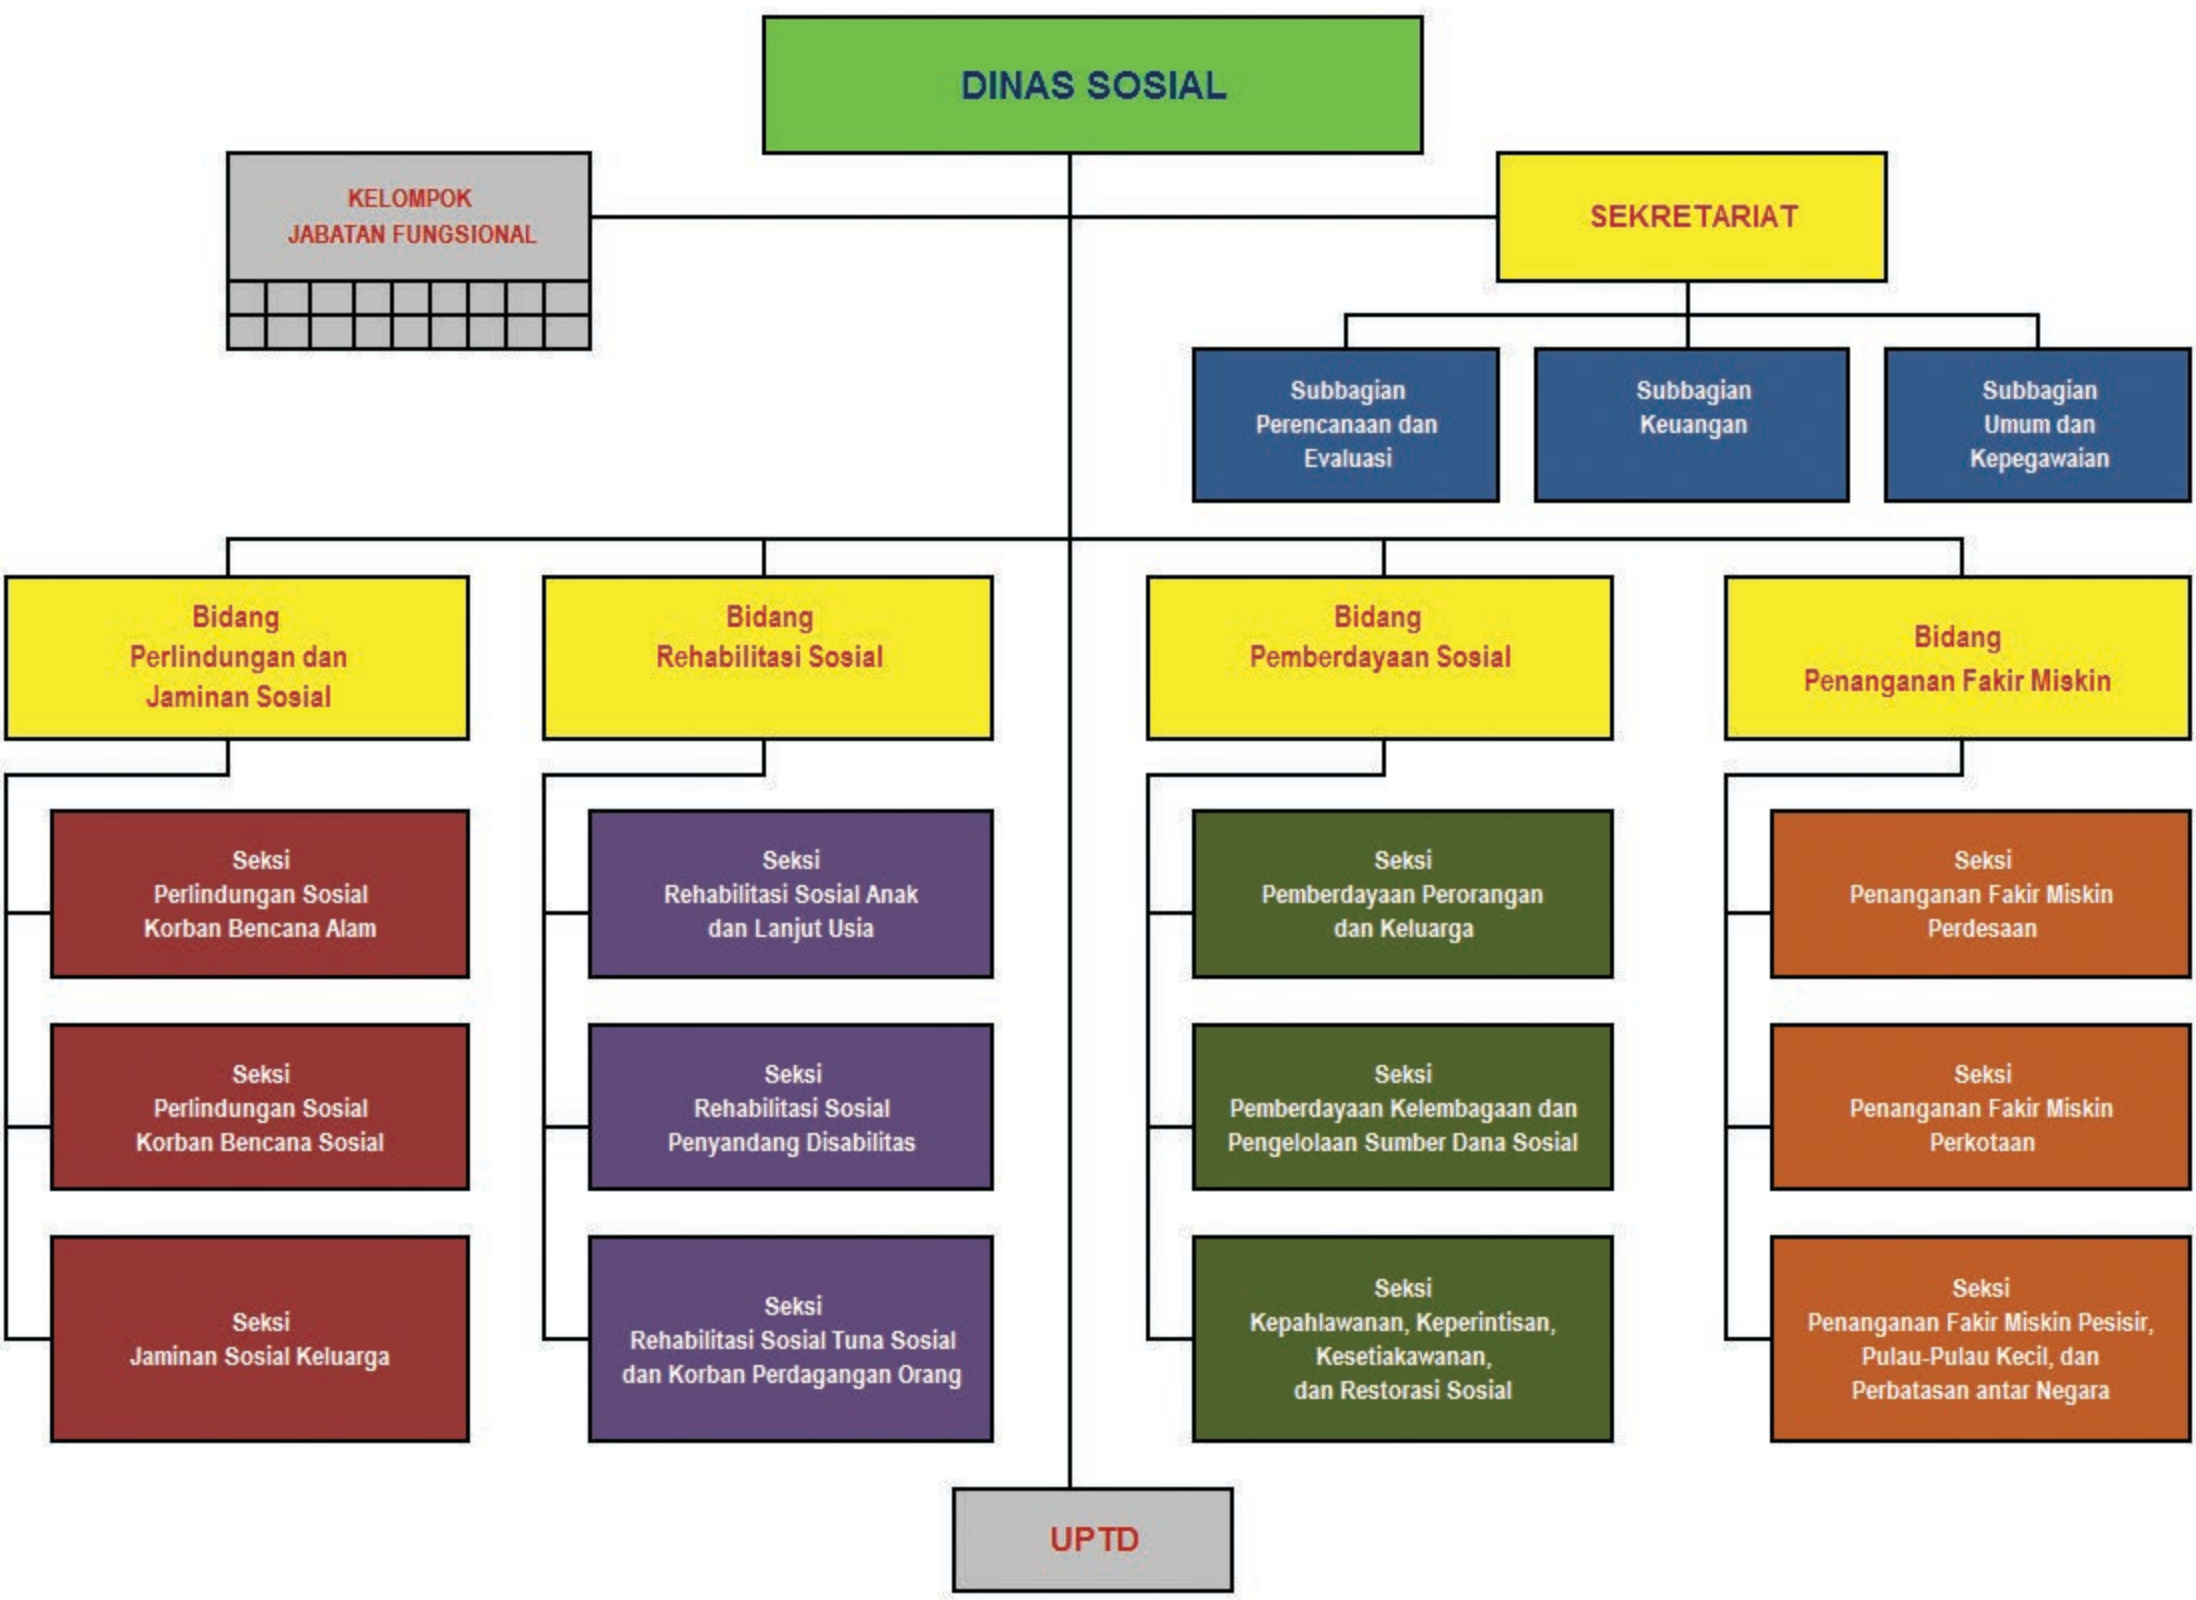 DINAS SOSIAL
KELOMPOK
JABATAN FUNGSIONAL
SEKRETARIAT
Subbagian
Perencanaan dan
Evaluasi
Subbagian
Keuangan
Subbagian
Umum dan
Kepegawaian
Bidang
Perlindungan dan
Jaminan Sosial
Bidang
Rehabilitasi Sosial
Bidang
Pemberdayaan Sosial
Bidang
Penanganan Fakir Miskin
Seksi
Perlindungan Sosial
Korban Bencana Alam
Seksi
Rehabilitasi Sosial Anak
dan Lanjut Usia
Seksi
Pemberdayaan Perorangan
dan Keluarga
Seksi
Penanganan Fakir Miskin
Perdesaan
Seksi
Perlindungan Sosial
Korban Bencana Sosial
Seksi
Rehabilitasi Sosial
Penyandang Disabilitas
Seksi
Pemberdayaan Kelembagaan dan
Pengelolaan Sumber Dana Sosial
Seksi
Penanganan Fakir Miskin
Perkotaan
Seksi
Jaminan Sosial Keluarga
Seksi
Rehabilitasi Sosial Tuna Sosial
dan Korban Perdagangan Orang
Seksi
Kepahlawanan, Keperintisan,
Kesetiakawanan,
dan Restorasi Sosial
Seksi
Penanganan Fakir Miskin Pesisir,
Pulau-Pulau Kecil, dan
Perbatasan antar Negara
UPTD